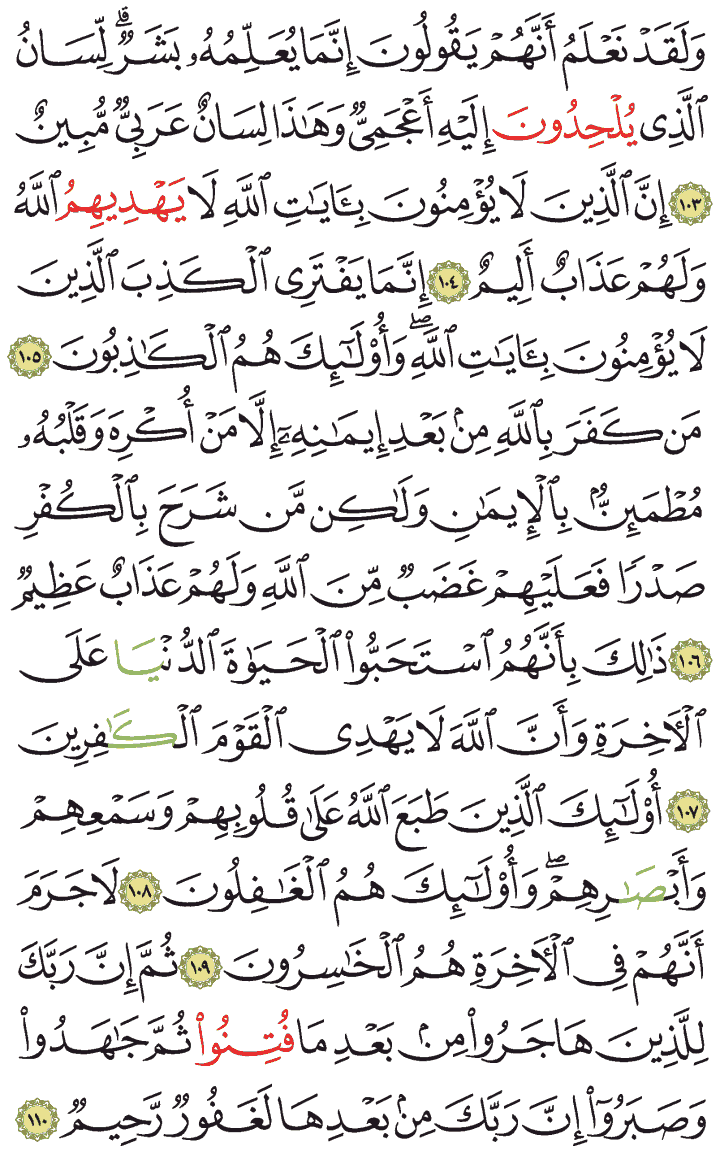 وَلَقَدْ نَعْلَمُ أَنَّهُمْ يَقُولُونَ إِنَّمَا يُعَلِّمُهُۥ بَشَرٌۗ لِّسَانُ
ٱلَّذِى يُلْحِدُونَ إِلَيْهِ أَعْجَمِىٌّ وَهَٰذَا لِسَانٌ عَرَبِىٌّ مُّبِينٌ
١٠٣ إِنَّ ٱلَّذِينَ لَا يُؤْمِنُونَ بِـَٔايَٰتِ ٱللَّهِ لَا يَهْدِيهِمُ ٱللَّهُ
وَلَهُمْ عَذَابٌ أَلِيمٌ ١٠٤ إِنَّمَا يَفْتَرِى ٱلْكَذِبَ ٱلَّذِينَ
لَا يُؤْمِنُونَ بِـَٔايَٰتِ ٱللَّهِۖ وَأُوْلَٰٓئِكَ هُمُ ٱلْكَٰذِبُونَ ١٠٥
مَن كَفَرَ بِٱللَّهِ مِنۢ بَعْدِ إِيمَٰنِهِۦٓ إِلَّا مَنْ أُكْرِهَ وَقَلْبُهُۥ
مُطْمَئِنٌّۢ بِٱلْإِيمَٰنِ وَلَٰكِن مَّن شَرَحَ بِٱلْكُفْرِ
صَدْرًا فَعَلَيْهِمْ غَضَبٌ مِّنَ ٱللَّهِ وَلَهُمْ عَذَابٌ عَظِيمٌ
١٠٦ ذَٰلِكَ بِأَنَّهُمُ ٱسْتَحَبُّوا۟ ٱلْحَيَوٰةَ ٱلدُّنْيَا عَلَى
ٱلْأَخِرَةِ وَأَنَّ ٱللَّهَ لَا يَهْدِى ٱلْقَوْمَ ٱلْكَٰفِرِينَ
١٠٧ أُوْلَٰٓئِكَ ٱلَّذِينَ طَبَعَ ٱللَّهُ عَلَىٰ قُلُوبِهِمْ وَسَمْعِهِمْ
وَأَبْصَٰرِهِمْۖ وَأُوْلَٰٓئِكَ هُمُ ٱلْغَٰفِلُونَ ١٠٨ لَا جَرَمَ
أَنَّهُمْ فِى ٱلْأَخِرَةِ هُمُ ٱلْخَٰسِرُونَ ١٠٩ ثُمَّ إِنَّ رَبَّكَ
لِلَّذِينَ هَاجَرُوا۟ مِنۢ بَعْدِ مَا فُتِنُوا۟ ثُمَّ جَٰهَدُوا۟
وَصَبَرُوٓا۟ إِنَّ رَبَّكَ مِنۢ بَعْدِهَا لَغَفُورٌ رَّحِيمٌ ١١٠